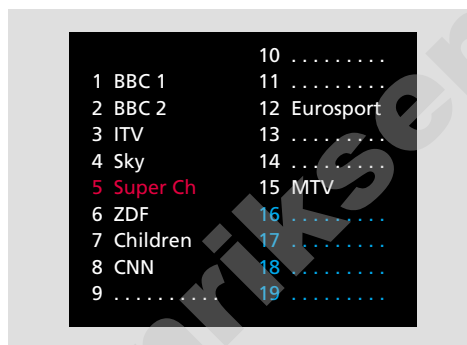 1 BBC 1
2 BBC 2
3 ITV
4 Sky
5 Super Ch
6 ZDF
7 Children
8 CNN
9 . . . . . . . . . .
10 . . . . . . . . .
11 . . . . . . . . .
12 Eurosport
13 . . . . . . . . .
14 . . . . . . . . .
15 MTV
16 . . . . . . . . .
17 . . . . . . . . .
18 . . . . . . . . .
19 . . . . . . . . .
riksen